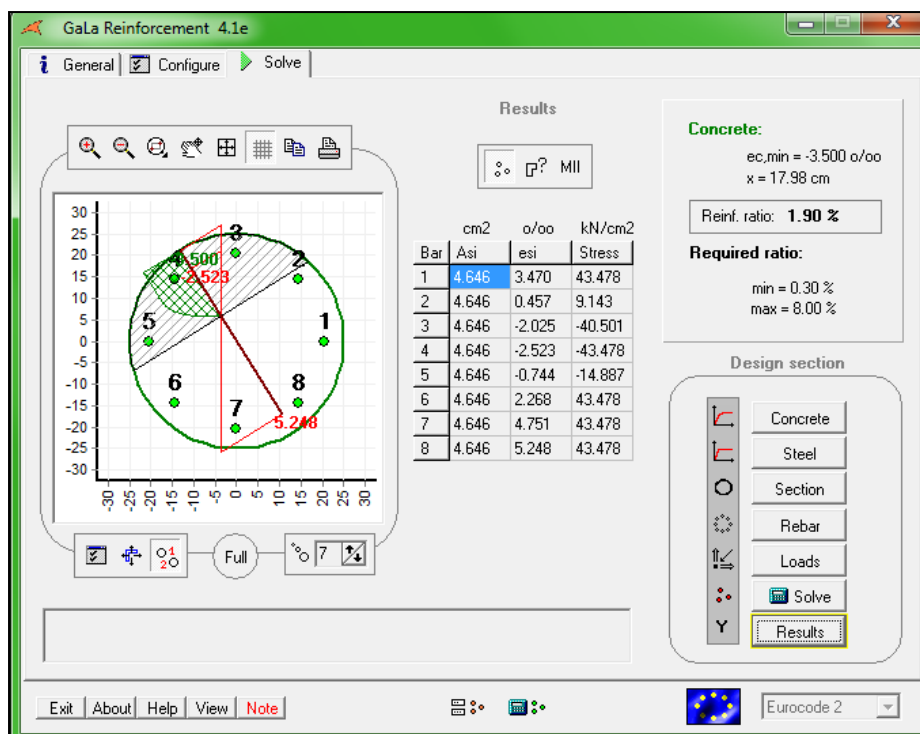 GaLa Reinforcement 4.1e
General Configure Solve
Results
MII
30
25
20
15
10
5
0
-5
-10
-15
-20
-25
-30
-30 -25 -20 -15 -10 -5 0 5 10 15 20 25 30
3
2
4
.500
-2.523
5
1
6
8
7
5.248
cm2 o/oo kN/cm2
Bar Asi esi Stress
1 4.646 3.470 43.478
2 4.646 0.457 9.143
3 4.646 -2.025 -40.501
4 4.646 -2.523 -43.478
5 4.646 -0.744 -14.887
6 4.646 2.268 43.478
7 4.646 4.751 43.478
8 4.646 5.248 43.478
1
2
Full
7
Concrete:
ec,min = -3.500 o/oo
x = 17.98 cm
Reinf. ratio: 1.90 %
Required ratio:
min = 0.30 %
max = 8.00 %
Design section
Concrete
Steel
Section
Rebar
Loads
Solve
Y Results
Exit About Help View Note
Eurocode 2